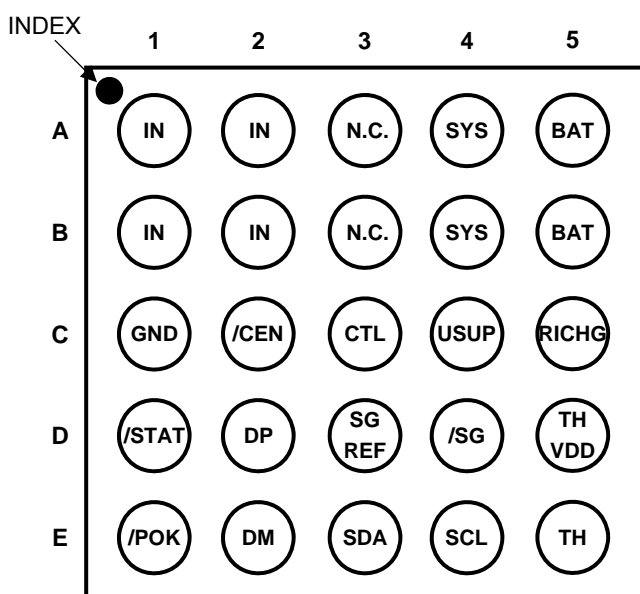 INDEX
1 2 3 4 5
A IN IN N.C. SYS BAT
B IN IN N.C. SYS BAT
C GND /CEN CTL USUP RICHG
D /STAT DP SG REF /SG TH VDD
E /POK DM SDA SCL TH